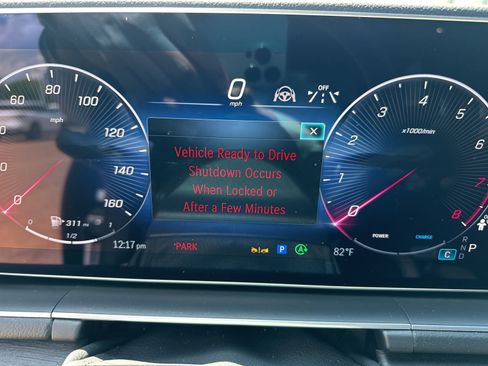 0
mph
OFF
60 80 100 120 140 160
mph
0
0 1
311 mi
1/2
12:17 pm
×
Vehicle Ready to Drive
Shutdown Occurs
When Locked or
After a Few Minutes
*PARK
P
A
82°F
0 1 2 3 4 5 6 7 8
x1000/min
POWER CHARGE
C
P
R
N
D